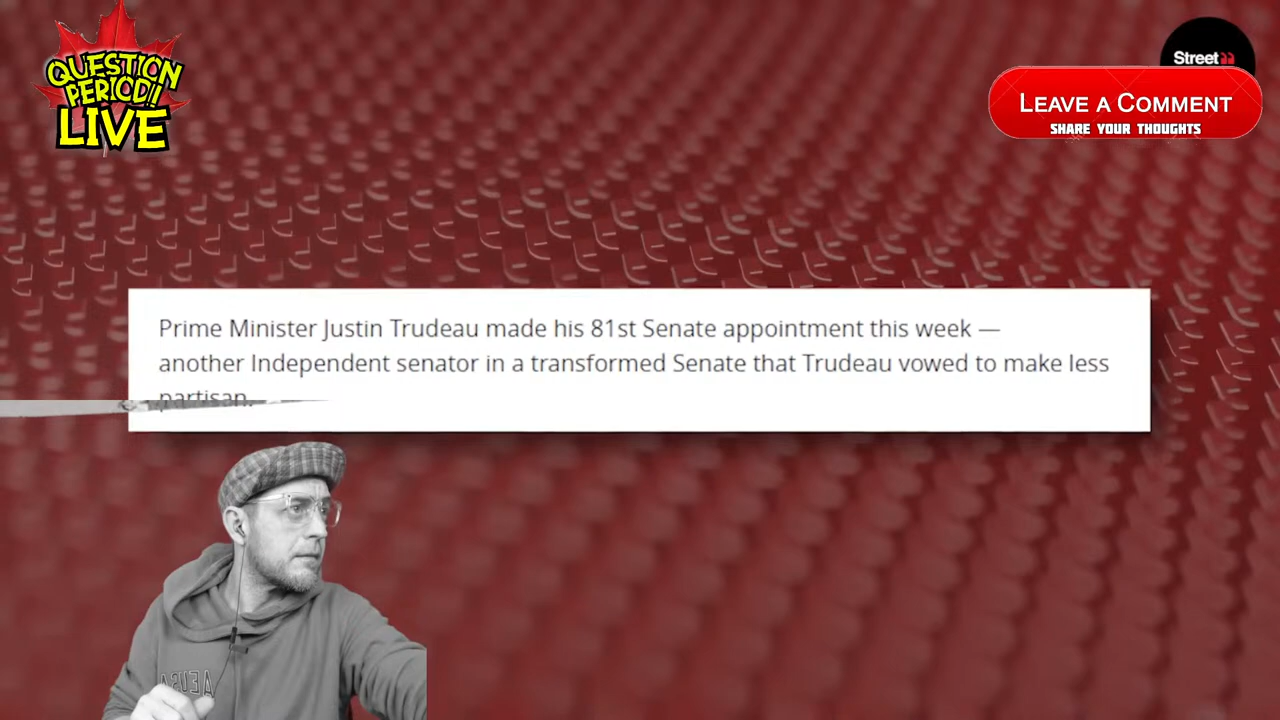 QUESTION
PERIOD!!
LIVE
Street
LEAVE A COMMENT
SHARE YOUR THOUGHTS
Prime Minister Justin Trudeau made his 81st Senate appointment this week —
another Independent senator in a transformed Senate that Trudeau vowed to make less
partisan.